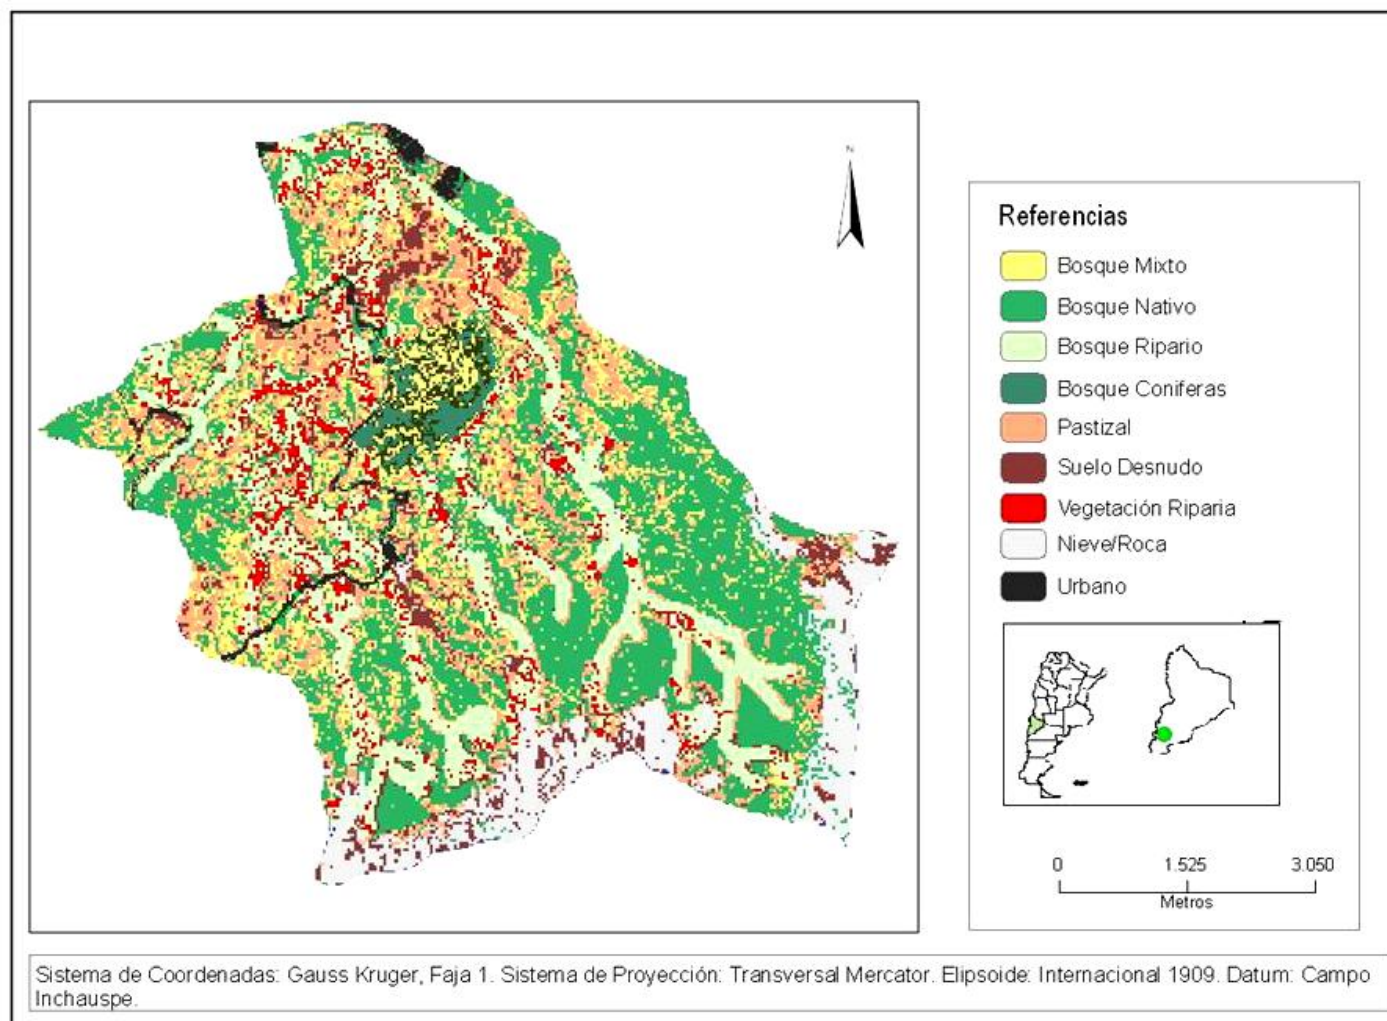 N
Referencias
Bosque Mixto
Bosque Nativo
Bosque Ripario
Bosque Coniferas
Pastizal
Suelo Desnudo
Vegetación Riparia
Nieve/Roca
Urbano
0 1.525 3.050
Metros
Sistema de Coordenadas: Gauss Kruger, Faja 1. Sistema de Proyección: Transversal Mercator. Elipsoide: Internacional 1909. Datum: Campo
Inchauspe.